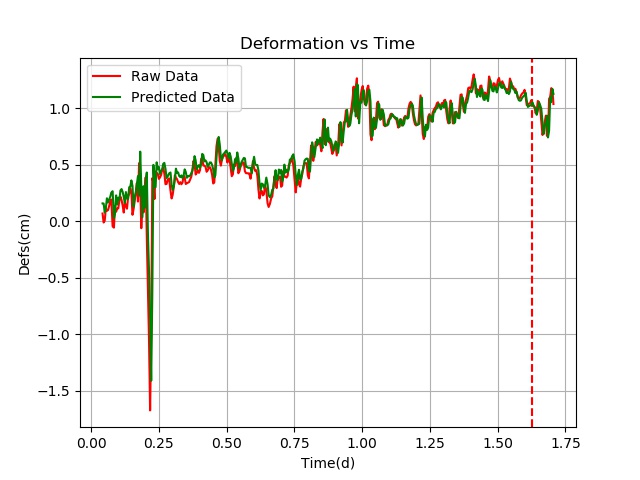 Deformation vs Time
Raw Data
Predicted Data
1.0
0.5
0.0
−0.5
−1.0
−1.5
Defs(cm)
0.00 0.25 0.50 0.75 1.00 1.25 1.50 1.75
Time(d)